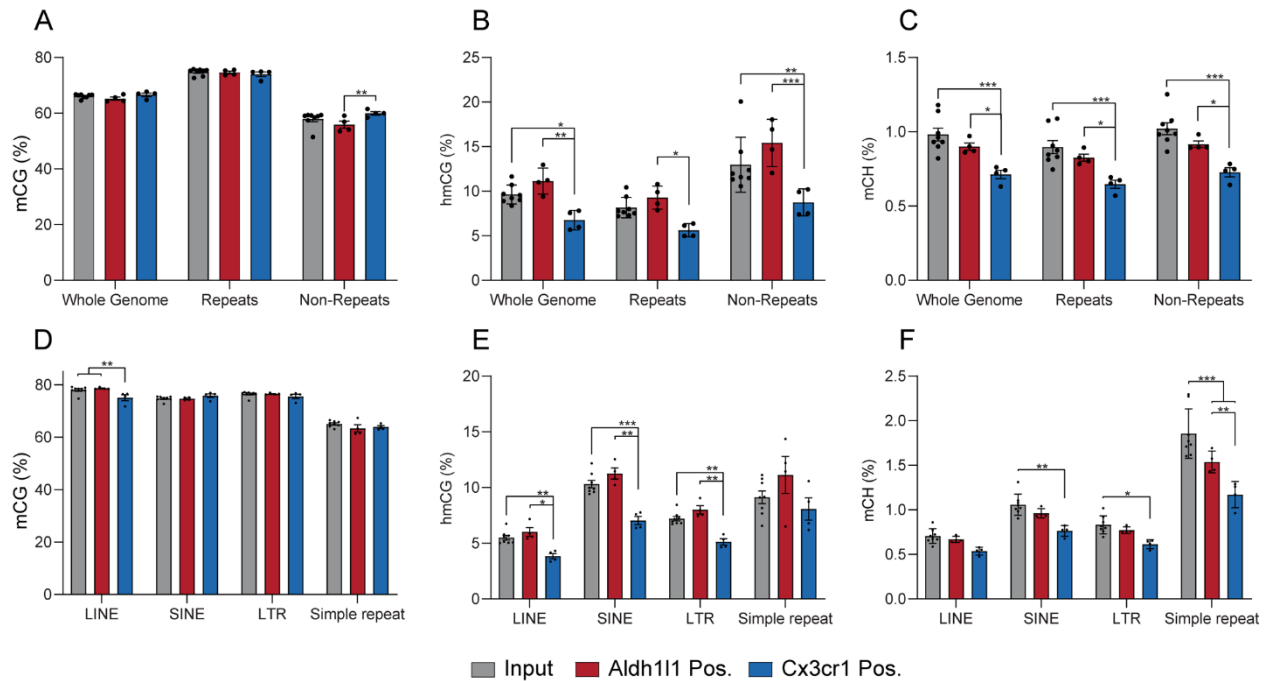 A
mCG (%)
80
60
40
20
0
**
Whole Genome
Repeats
Non-Repeats
B
hmCG (%)
25
20
15
10
5
0
*
**
*
**
***
Whole Genome
Repeats
Non-Repeats
C
mCH (%)
1.5
1.0
0.5
0.0
***
*
***
*
***
*
Whole Genome
Repeats
Non-Repeats
D
mCG (%)
80
60
40
20
0
**
LINE
SINE
LTR
Simple repeat
E
hmCG (%)
20
15
10
5
0
**
*
***
**
**
**
LINE
SINE
LTR
Simple repeat
F
mCH (%)
2.5
2.0
1.5
1.0
0.5
0.0
**
*
***
**
LINE
SINE
LTR
Simple repeat
Input
Aldh1l1 Pos.
Cx3cr1 Pos.